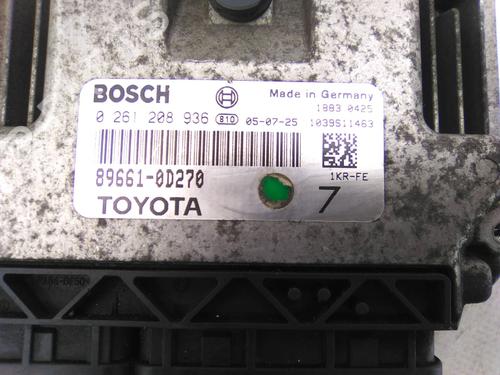 BOSCH
Made in Germany
1883 0425
0 261 208 936 810 05-07-25 1039S11463
89661-0D270
1KR-FE
TOYOTA
7